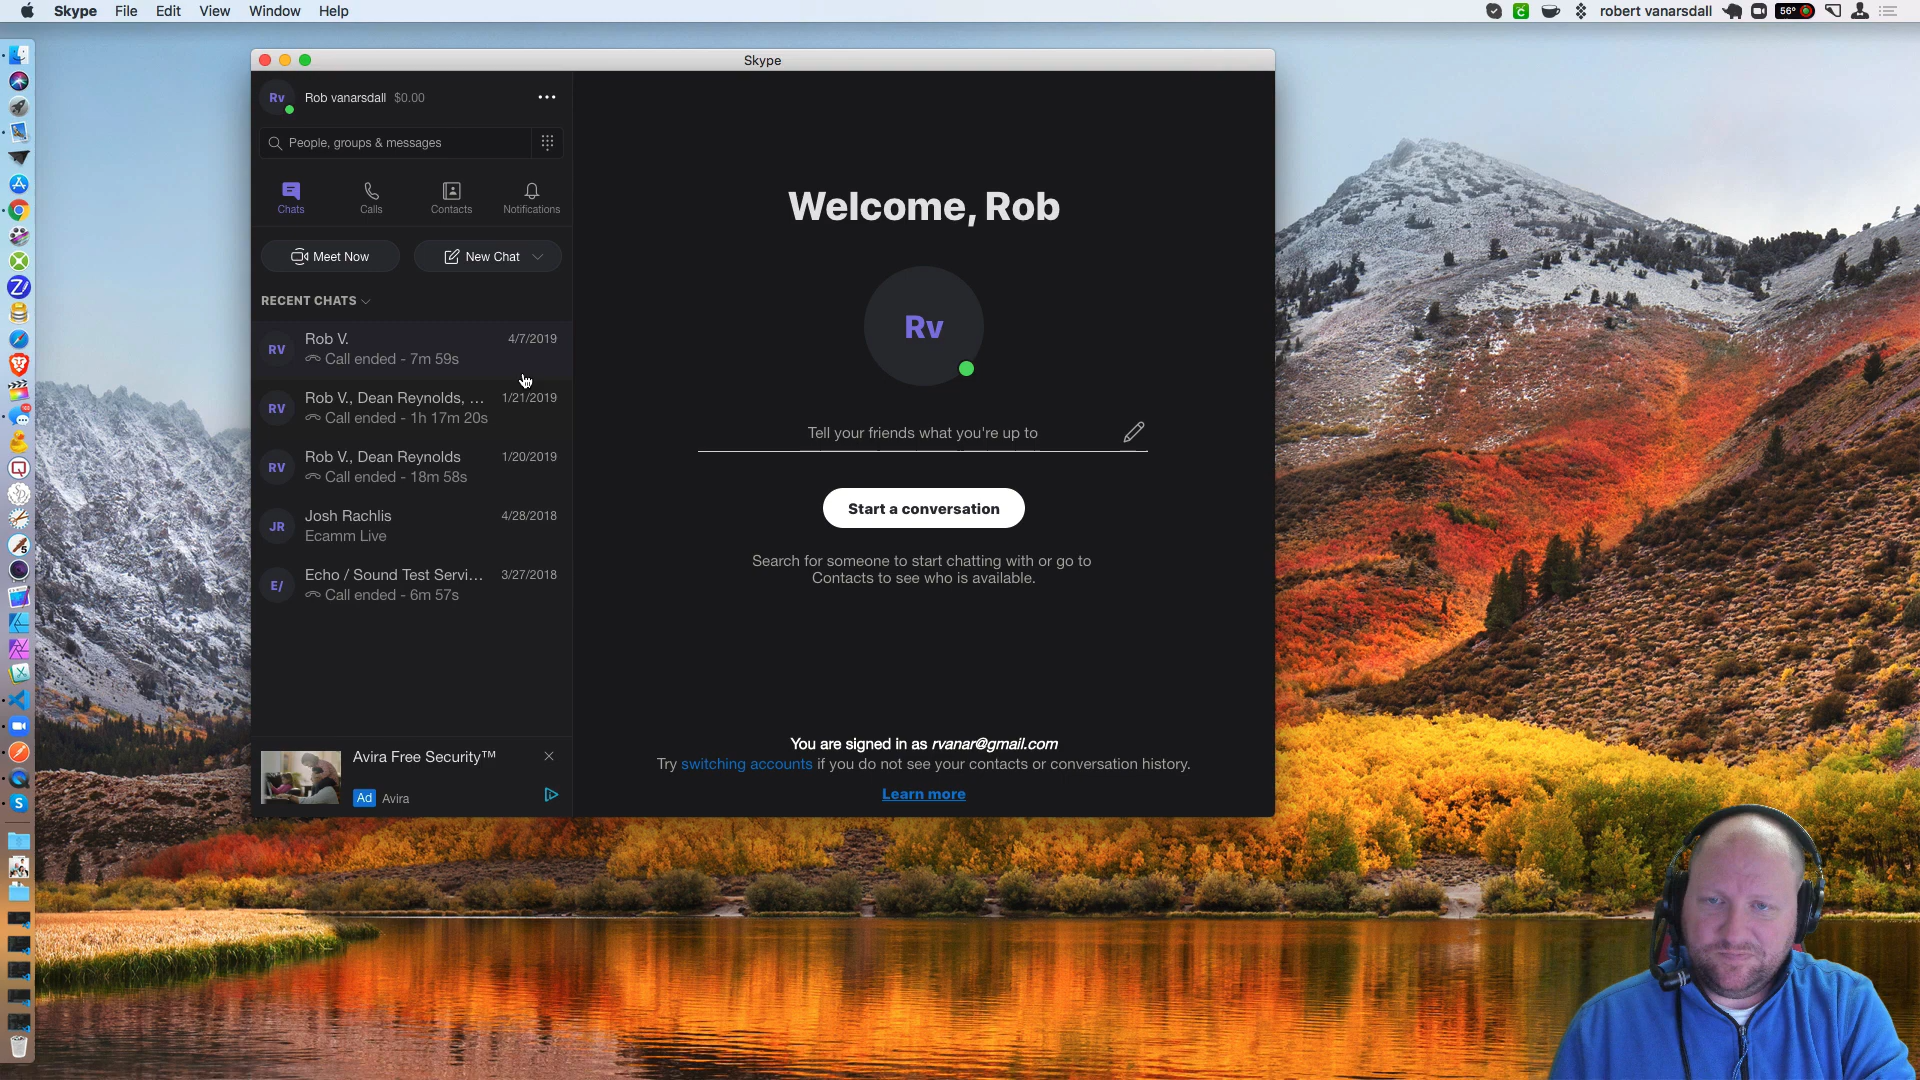 Skype File Edit View Window Help
robert vanarsdall 56°
Skype
Rv Rob vanarsdall $0.00
People, groups & messages
Chats Calls Contacts Notifications
Meet Now New Chat
RECENT CHATS
RV Rob V. 4/7/2019
Call ended - 7m 59s
RV Rob V., Dean Reynolds, ... 1/21/2019
Call ended - 1h 17m 20s
RV Rob V., Dean Reynolds 1/20/2019
Call ended - 18m 58s
JR Josh Rachlis 4/28/2018
Ecamm Live
E/ Echo / Sound Test Servi... 3/27/2018
Call ended - 6m 57s
Avira Free Security™
Ad Avira
Welcome, Rob
Rv
Tell your friends what you're up to
Start a conversation
Search for someone to start chatting with or go to
Contacts to see who is available.
You are signed in as rvanar@gmail.com
Try switching accounts if you do not see your contacts or conversation history.
Learn more